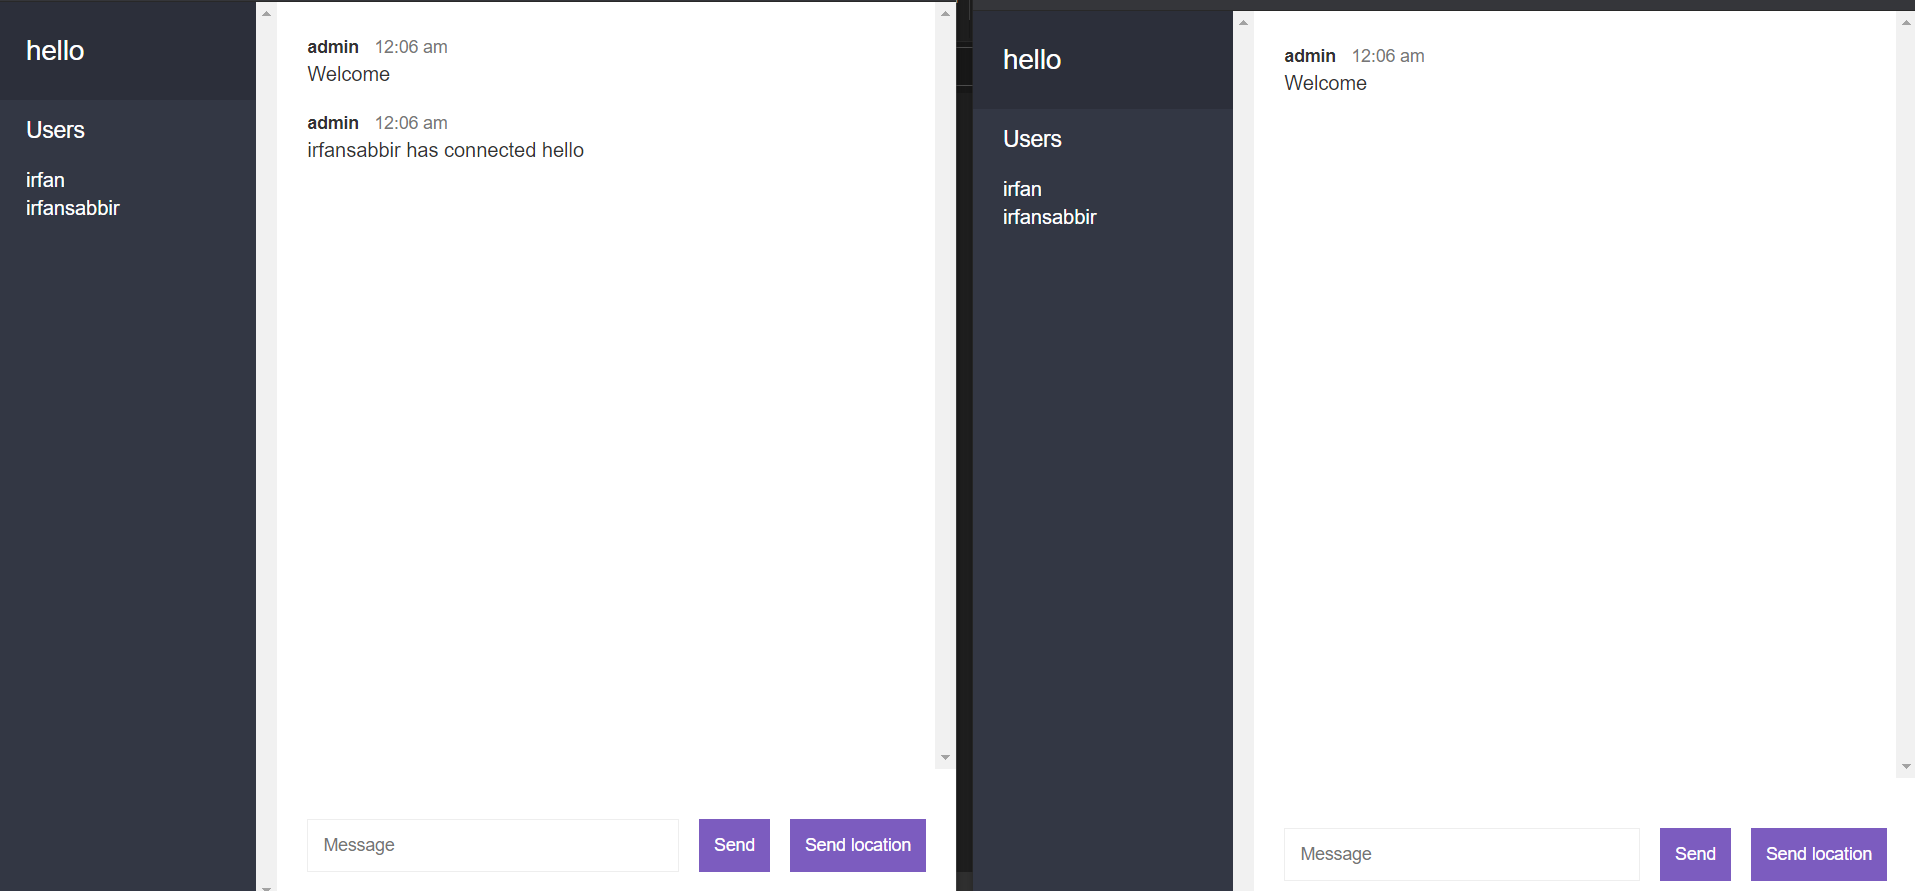 hello
Users
irfan
irfansabbir
admin 12:06 am
Welcome
admin 12:06 am
irfansabbir has connected hello
Message
Send
Send location
hello
Users
irfan
irfansabbir
admin 12:06 am
Welcome
Message
Send
Send location